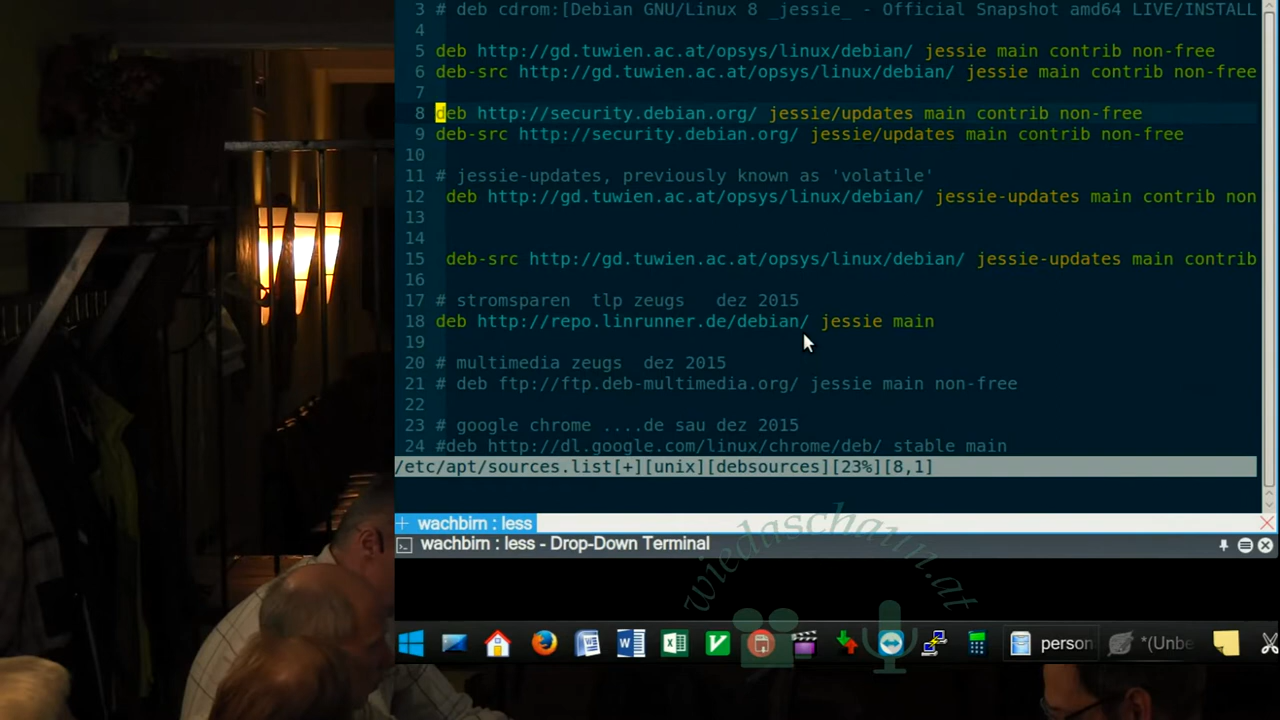 3 # deb cdrom:[Debian GNU/Linux 8 _jessie_ - Official Snapshot amd64 LIVE/INSTALL
4
5 deb http://gd.tuwien.ac.at/opsys/linux/debian/ jessie main contrib non-free
6 deb-src http://gd.tuwien.ac.at/opsys/linux/debian/ jessie main contrib non-free
7
8 deb http://security.debian.org/ jessie/updates main contrib non-free
9 deb-src http://security.debian.org/ jessie/updates main contrib non-free
10
11 # jessie-updates, previously known as 'volatile'
12 deb http://gd.tuwien.ac.at/opsys/linux/debian/ jessie-updates main contrib non
13
14
15 deb-src http://gd.tuwien.ac.at/opsys/linux/debian/ jessie-updates main contrib
16
17 # stromsparen tlp zeugs dez 2015
18 deb http://repo.linrunner.de/debian/ jessie main
19
20 # multimedia zeugs dez 2015
21 # deb ftp://ftp.deb-multimedia.org/ jessie main non-free
22
23 # google chrome ....de sau dez 2015
24 #deb http://dl.google.com/linux/chrome/deb/ stable main
/etc/apt/sources.list[+][unix][debsources][23%][8,1]
wachbirn : less
wachbirn : less - Drop-Down Terminal
wiedaschaun.at
person
*(Unbe